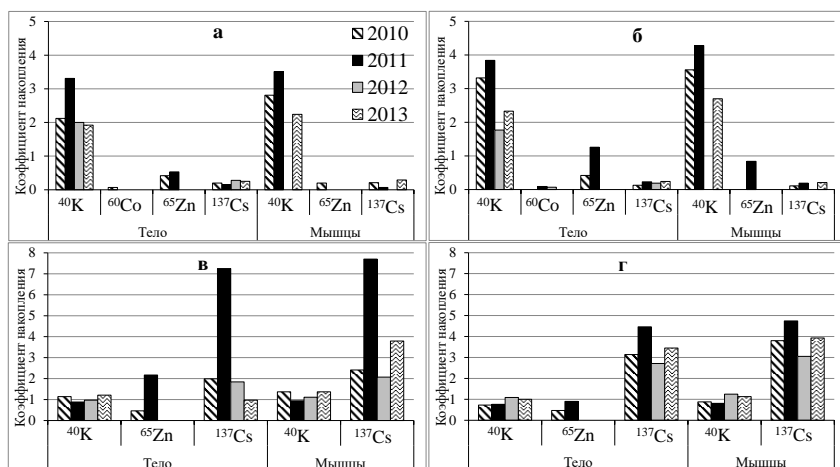 а
2010
2011
2012
2013
Коэффициент накопления
5
4
3
2
1
0
⁴⁰K ⁶⁰Co ⁶⁵Zn ¹³⁷Cs ⁴⁰K ⁶⁵Zn ¹³⁷Cs
Тело Мышцы
б
Коэффициент накопления
5
4
3
2
1
0
⁴⁰K ⁶⁰Co ⁶⁵Zn ¹³⁷Cs ⁴⁰K ⁶⁵Zn ¹³⁷Cs
Тело Мышцы
в
Коэффициент накопления
8
7
6
5
4
3
2
1
0
⁴⁰K ⁶⁵Zn ¹³⁷Cs ⁴⁰K ¹³⁷Cs
Тело Мышцы
г
Коэффициент накопления
8
7
6
5
4
3
2
1
0
⁴⁰K ⁶⁵Zn ¹³⁷Cs ⁴⁰K ¹³⁷Cs
Тело Мышцы